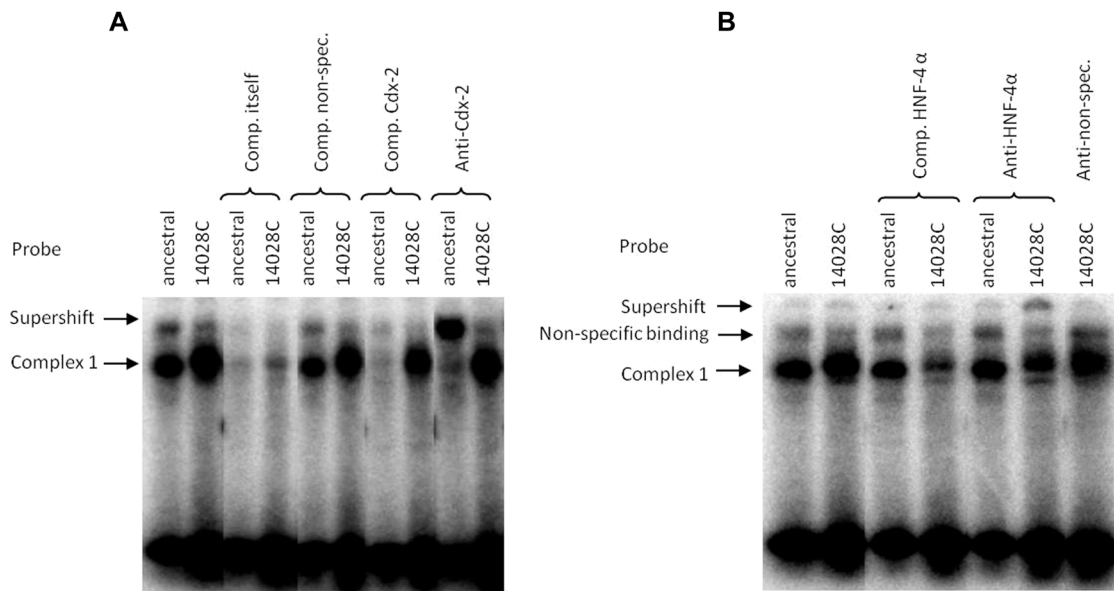 A
Comp. itself
Comp. non-spec.
Comp. Cdx-2
Anti-Cdx-2
Probe
ancestral
14028C
ancestral
14028C
ancestral
14028C
ancestral
14028C
ancestral
14028C
Supershift
Complex 1
B
Comp. HNF-4 α
Anti-HNF-4α
Anti-non-spec.
Probe
ancestral
14028C
ancestral
14028C
ancestral
14028C
14028C
Supershift
Non-specific binding
Complex 1